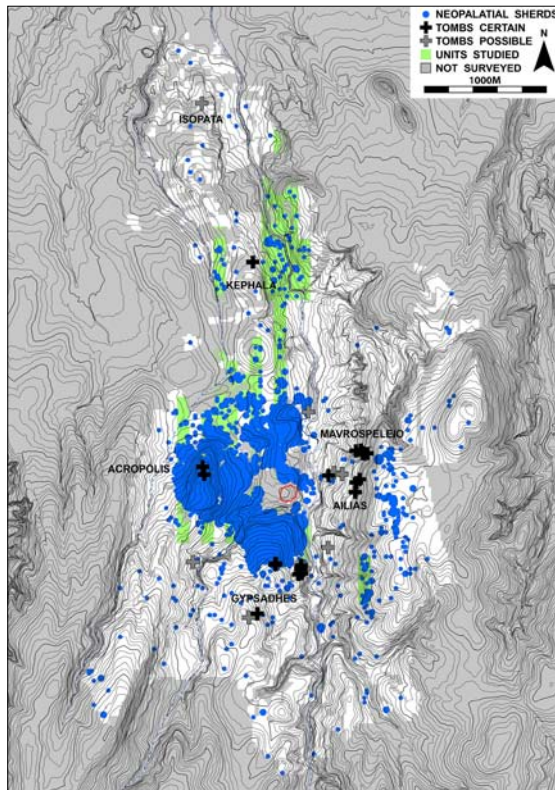 NEOPALATIAL SHERDS
TOMBS CERTAIN
TOMBS POSSIBLE
UNITS STUDIED
NOT SURVEYED
1000M
N
ISOPATA
KEPHALA
MAVROSPELEIO
ACROPOLIS
AILIAS
GYPSADHES